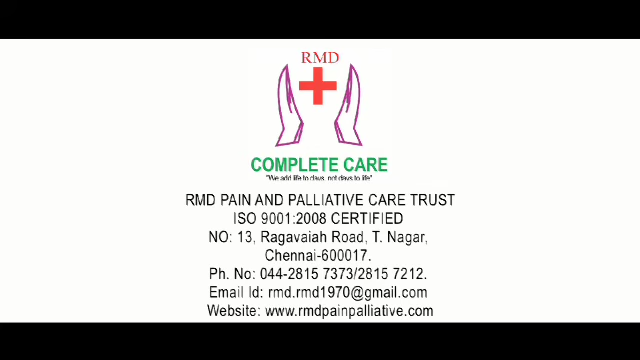 RMD
COMPLETE CARE
"We add life to days, not days to life"
RMD PAIN AND PALLIATIVE CARE TRUST
ISO 9001:2008 CERTIFIED
NO: 13, Ragavaiah Road, T. Nagar,
Chennai-600017.
Ph. No: 044-2815 7373/2815 7212.
Email Id: rmd.rmd1970@gmail.com
Website: www.rmdpainpalliative.com